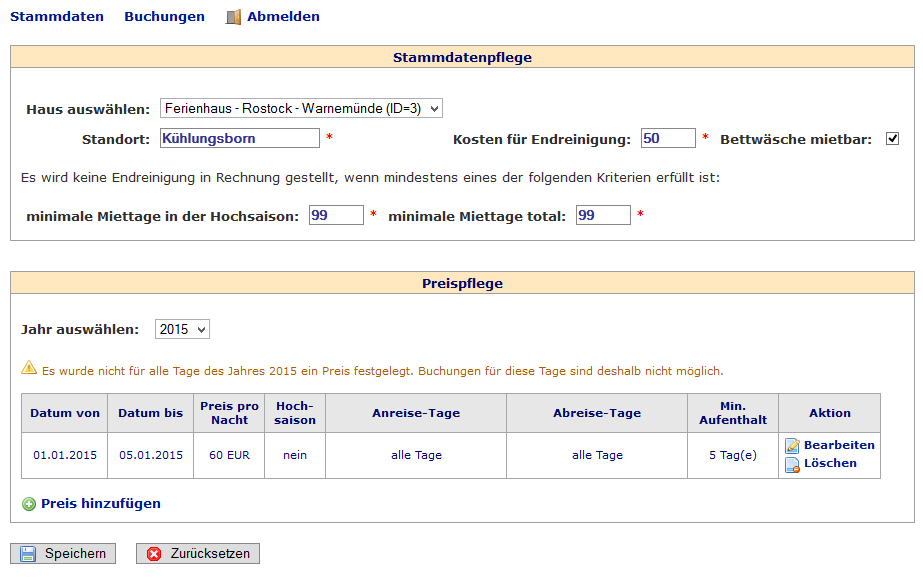 Stammdaten Buchungen Abmelden
Stammdatenpflege
Haus auswählen: Ferienhaus - Rostock - Warnemünde (ID=3)
Standort: Kühlungsborn * Kosten für Endreinigung: 50 * Bettwäsche mietbar:
Es wird keine Endreinigung in Rechnung gestellt, wenn mindestens eines der folgenden Kriterien erfüllt ist:
minimale Miettage in der Hochsaison: 99 * minimale Miettage total: 99 *
Preispflege
Jahr auswählen: 2015
Es wurde nicht für alle Tage des Jahres 2015 ein Preis festgelegt. Buchungen für diese Tage sind deshalb nicht möglich.
Datum von Datum bis Preis pro Nacht Hoch-saison Anreise-Tage Abreise-Tage Min. Aufenthalt Aktion
01.01.2015 05.01.2015 60 EUR nein alle Tage alle Tage 5 Tag(e) Bearbeiten
Löschen
Preis hinzufügen
Speichern Zurücksetzen